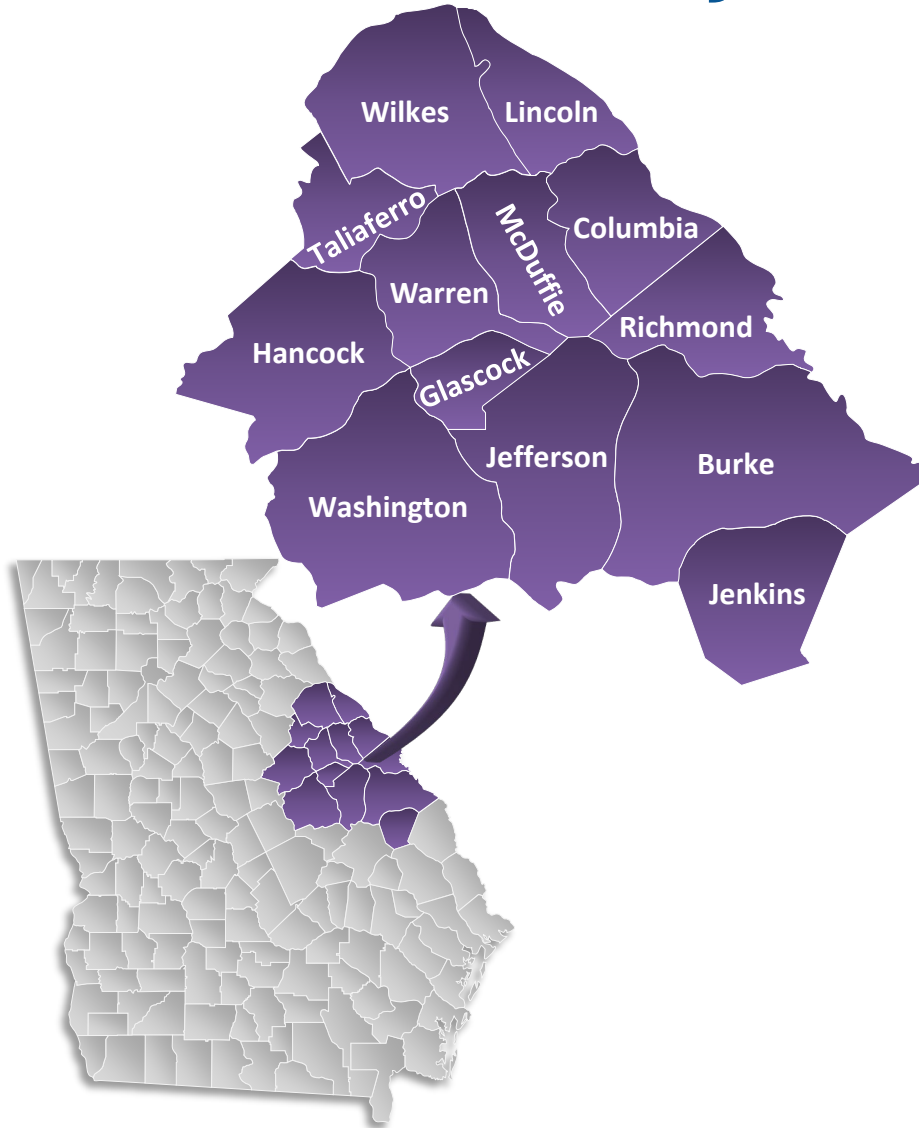 Wilkes
Lincoln
Taliaferro
McDuffie
Columbia
Warren
Richmond
Hancock
Glascock
Jefferson
Burke
Washington
Jenkins